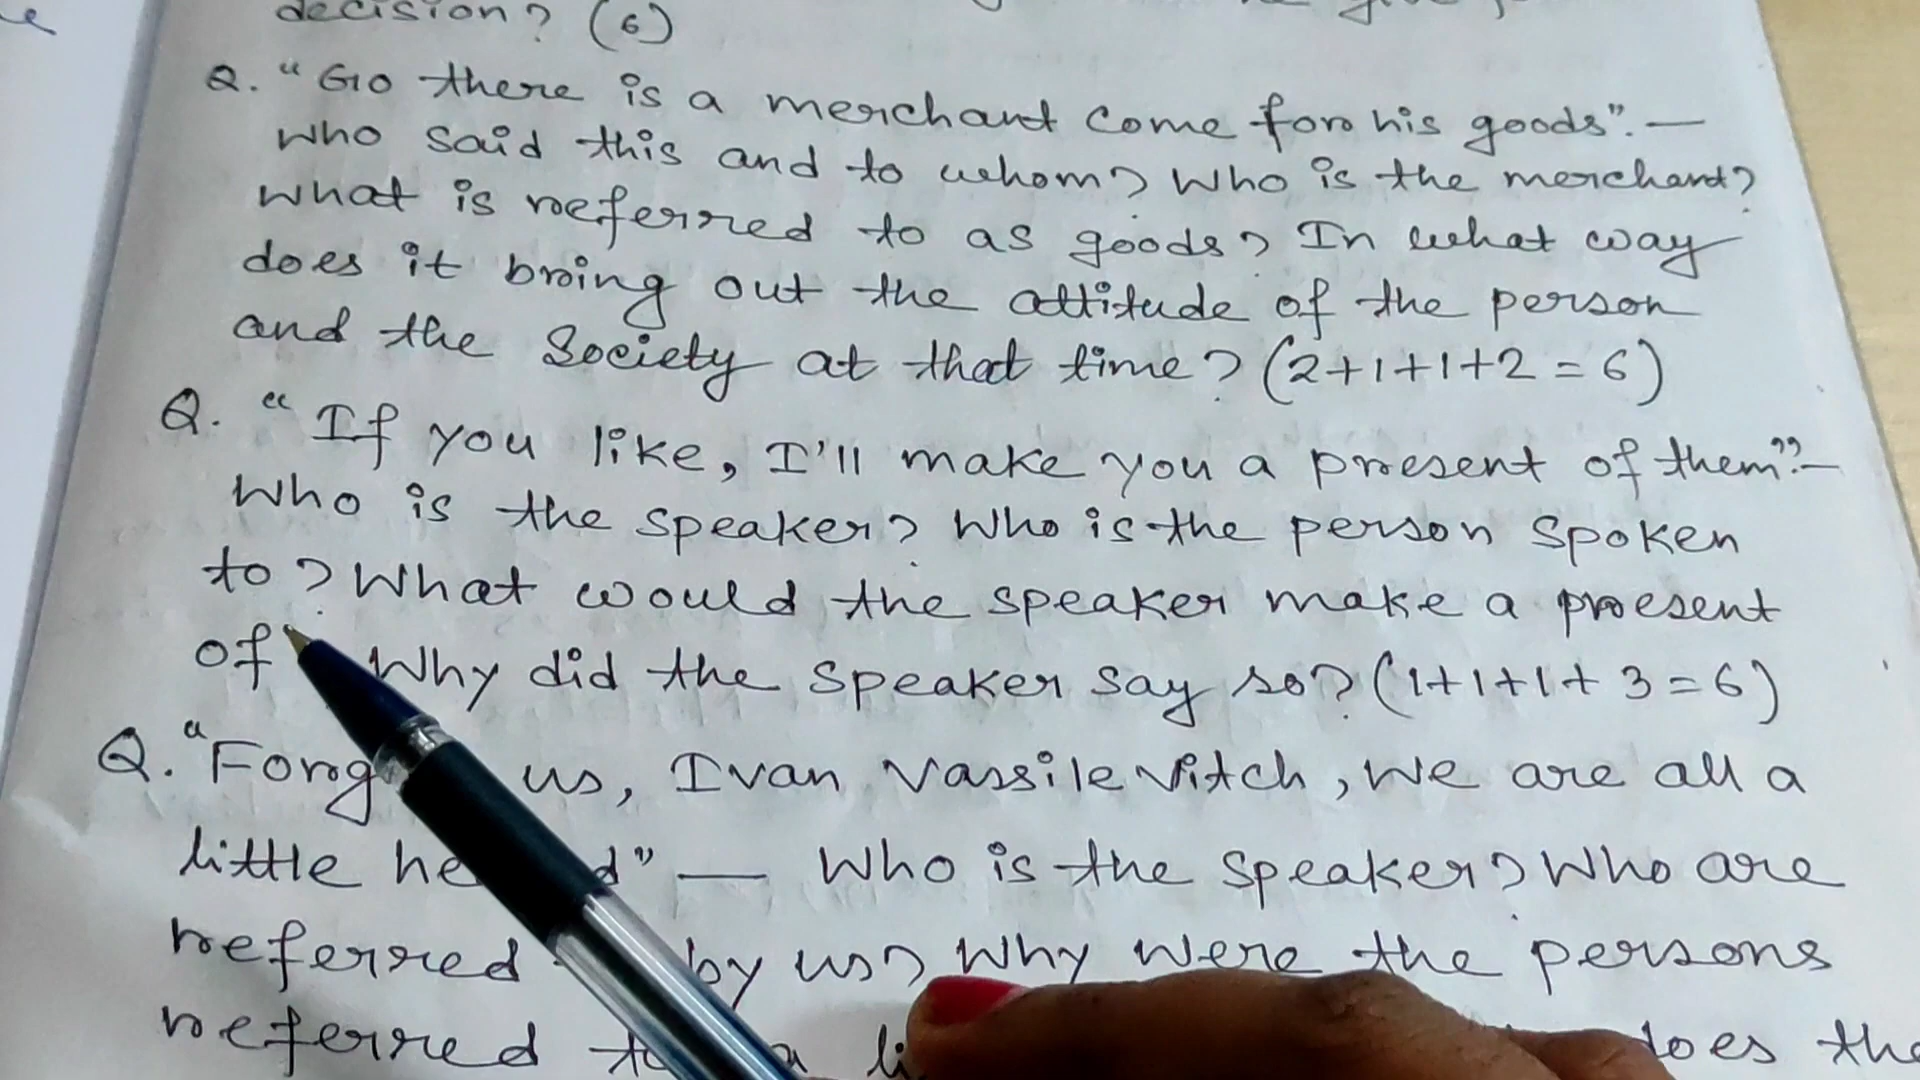 decision? (6)
Q. "Go there is a merchant come for his goods". —
Who said this and to whom? Who is the merchant?
What is referred to as goods? In what way
does it bring out the attitude of the person
and the Society at that time? (2+1+1+2 = 6)
Q. "If you like, I'll make you a present of them". —
Who is the speaker? Who is the person spoken
to? What would the speaker make a present
of Why did the speaker say so? (1+1+1+3=6)
Q. "Forg us, Ivan Vassilevitch, we are all a
little he d" — Who is the speaker? Who are
referred by us? Why were the persons
referred a li does the